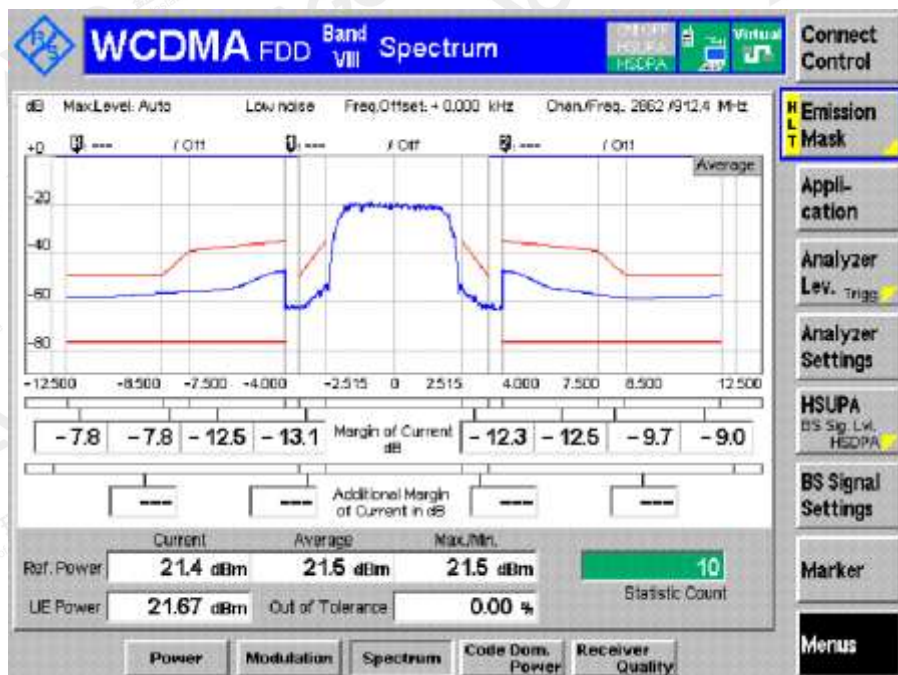 R&S WCDMA FDD Band VIII Spectrum
HSUPA
HSDPA
Virtual
Connect Control
dB Max.Level: Auto Low noise Freq.Offset: + 0.000 kHz Chan./Freq.: 2862 /912.4 MHz
HLT Emission Mask
+0 --- / Off 1: --- / Off 2: --- / Off
Average
Appli-
cation
-20
-40
Analyzer
Lev. Trigg
-60
-80
Analyzer
Settings
-12.500 -8.500 -7.500 -4.000 -2.515 0 2.515 4.000 7.500 8.500 12.500
HSUPA
BS Sig. Lvl.
HSDPA
-7.8 -7.8 -12.5 -13.1 Margin of Current dB -12.3 -12.5 -9.7 -9.0
--- --- Additional Margin of Current in dB --- ---
BS Signal
Settings
Current Average Max./Min.
Ref. Power 21.4 dBm 21.5 dBm 21.5 dBm 10
Statistic Count
Marker
UE Power 21.67 dBm Out of Tolerance 0.00 %
Power Modulation Spectrum Code Dom. Power Receiver Quality
Menus